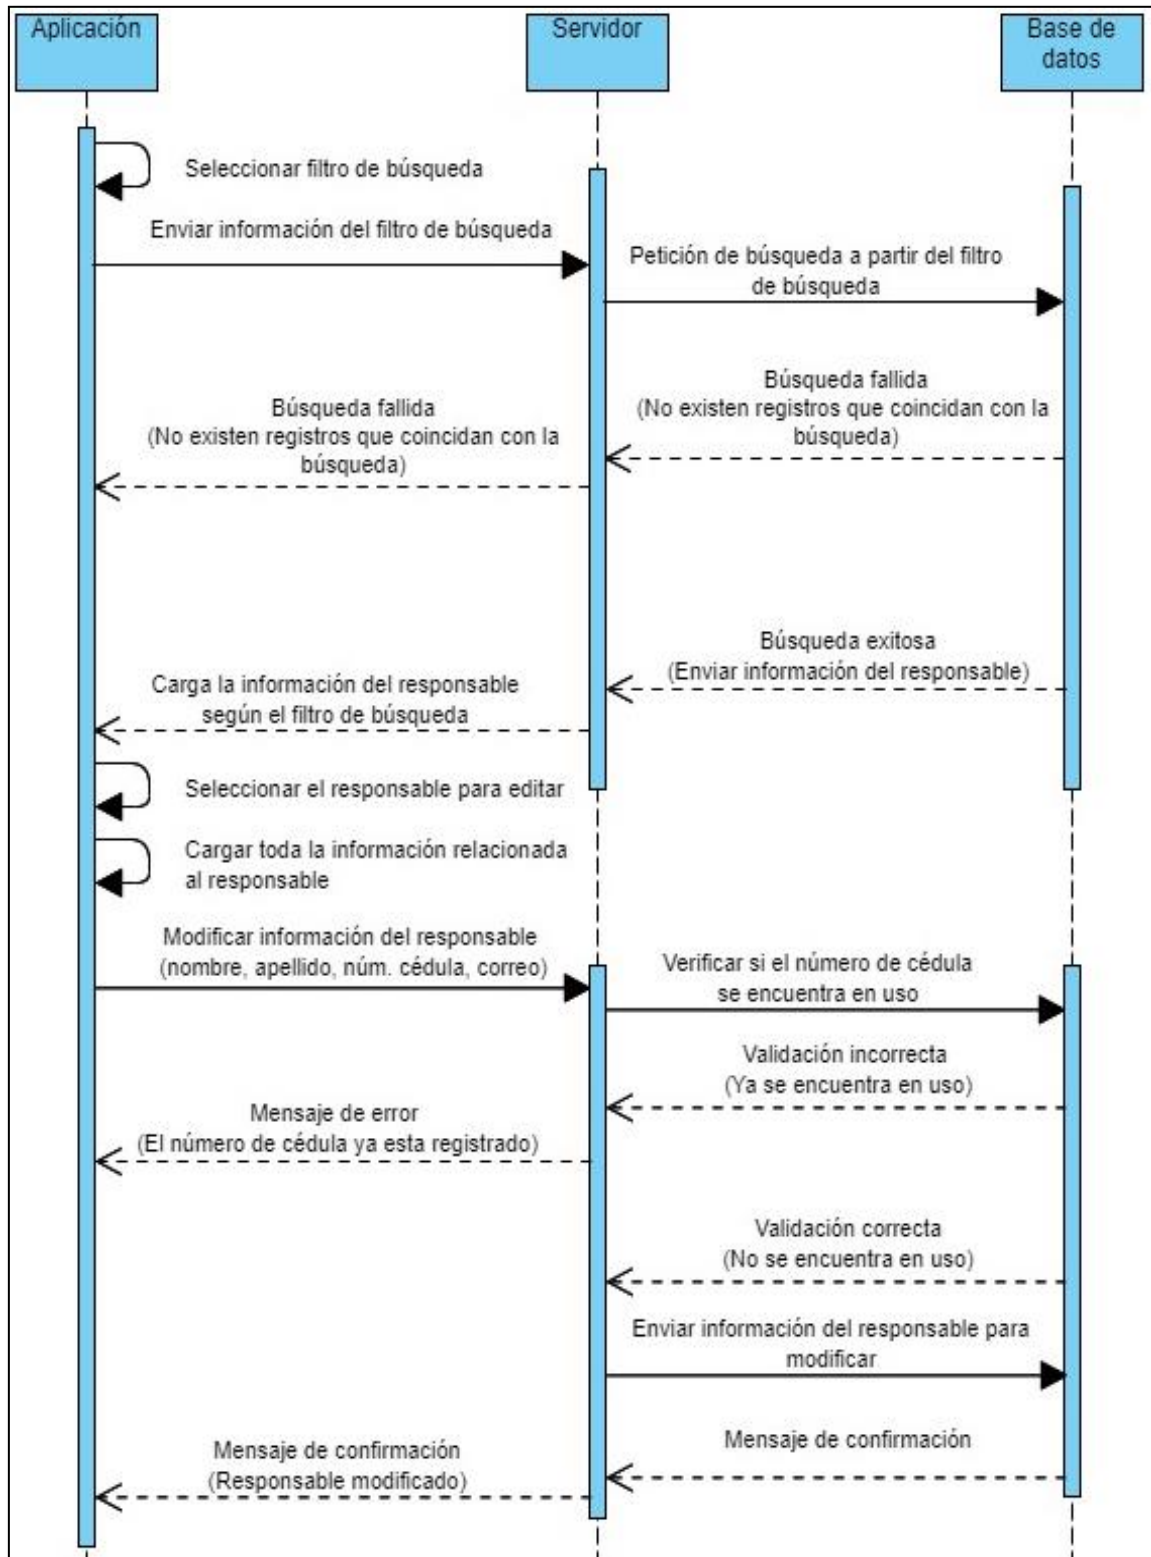 Aplicación
Servidor
Base de
datos
Seleccionar filtro de búsqueda
Enviar información del filtro de búsqueda
Petición de búsqueda a partir del filtro
de búsqueda
Búsqueda fallida
(No existen registros que coincidan con la
búsqueda)
Búsqueda fallida
(No existen registros que coincidan con la
búsqueda)
Búsqueda exitosa
(Enviar información del responsable)
Carga la información del responsable
según el filtro de búsqueda
Seleccionar el responsable para editar
Cargar toda la información relacionada
al responsable
Modificar información del responsable
(nombre, apellido, núm. cédula, correo)
Verificar si el número de cédula
se encuentra en uso
Validación incorrecta
(Ya se encuentra en uso)
Mensaje de error
(El número de cédula ya esta registrado)
Validación correcta
(No se encuentra en uso)
Enviar información del responsable para
modificar
Mensaje de confirmación
Mensaje de confirmación
(Responsable modificado)